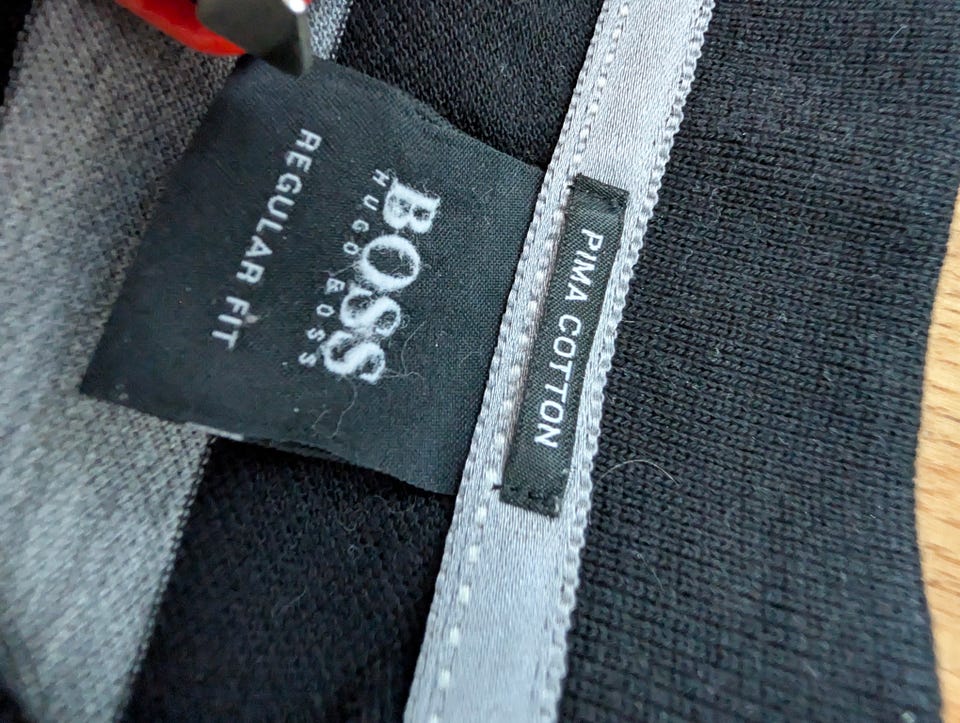 PIMA COTTON
BOSS
HUGO BOSS
REGULAR FIT